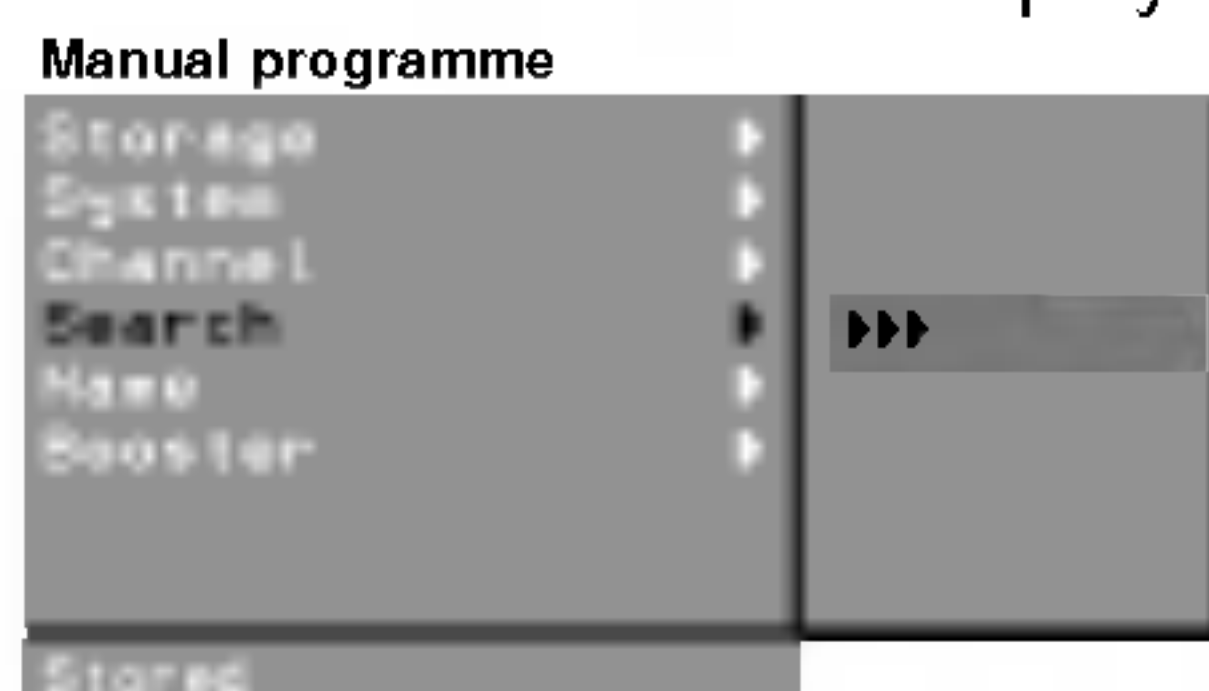 Manual programme
Storage
System
Channel
Search
Name
Booster
Stored